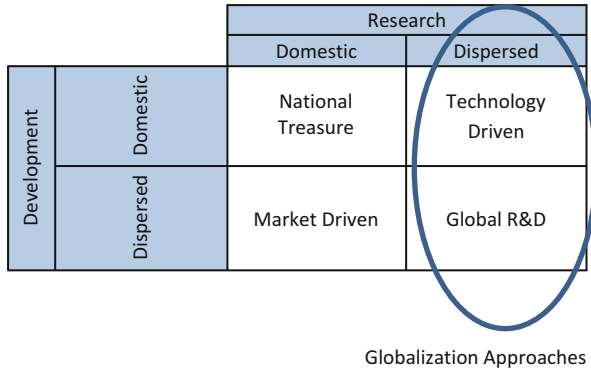 Research
Domestic
Dispersed
Development
Domestic
National
Treasure
Technology
Driven
Dispersed
Market Driven
Global R&D
Globalization Approaches